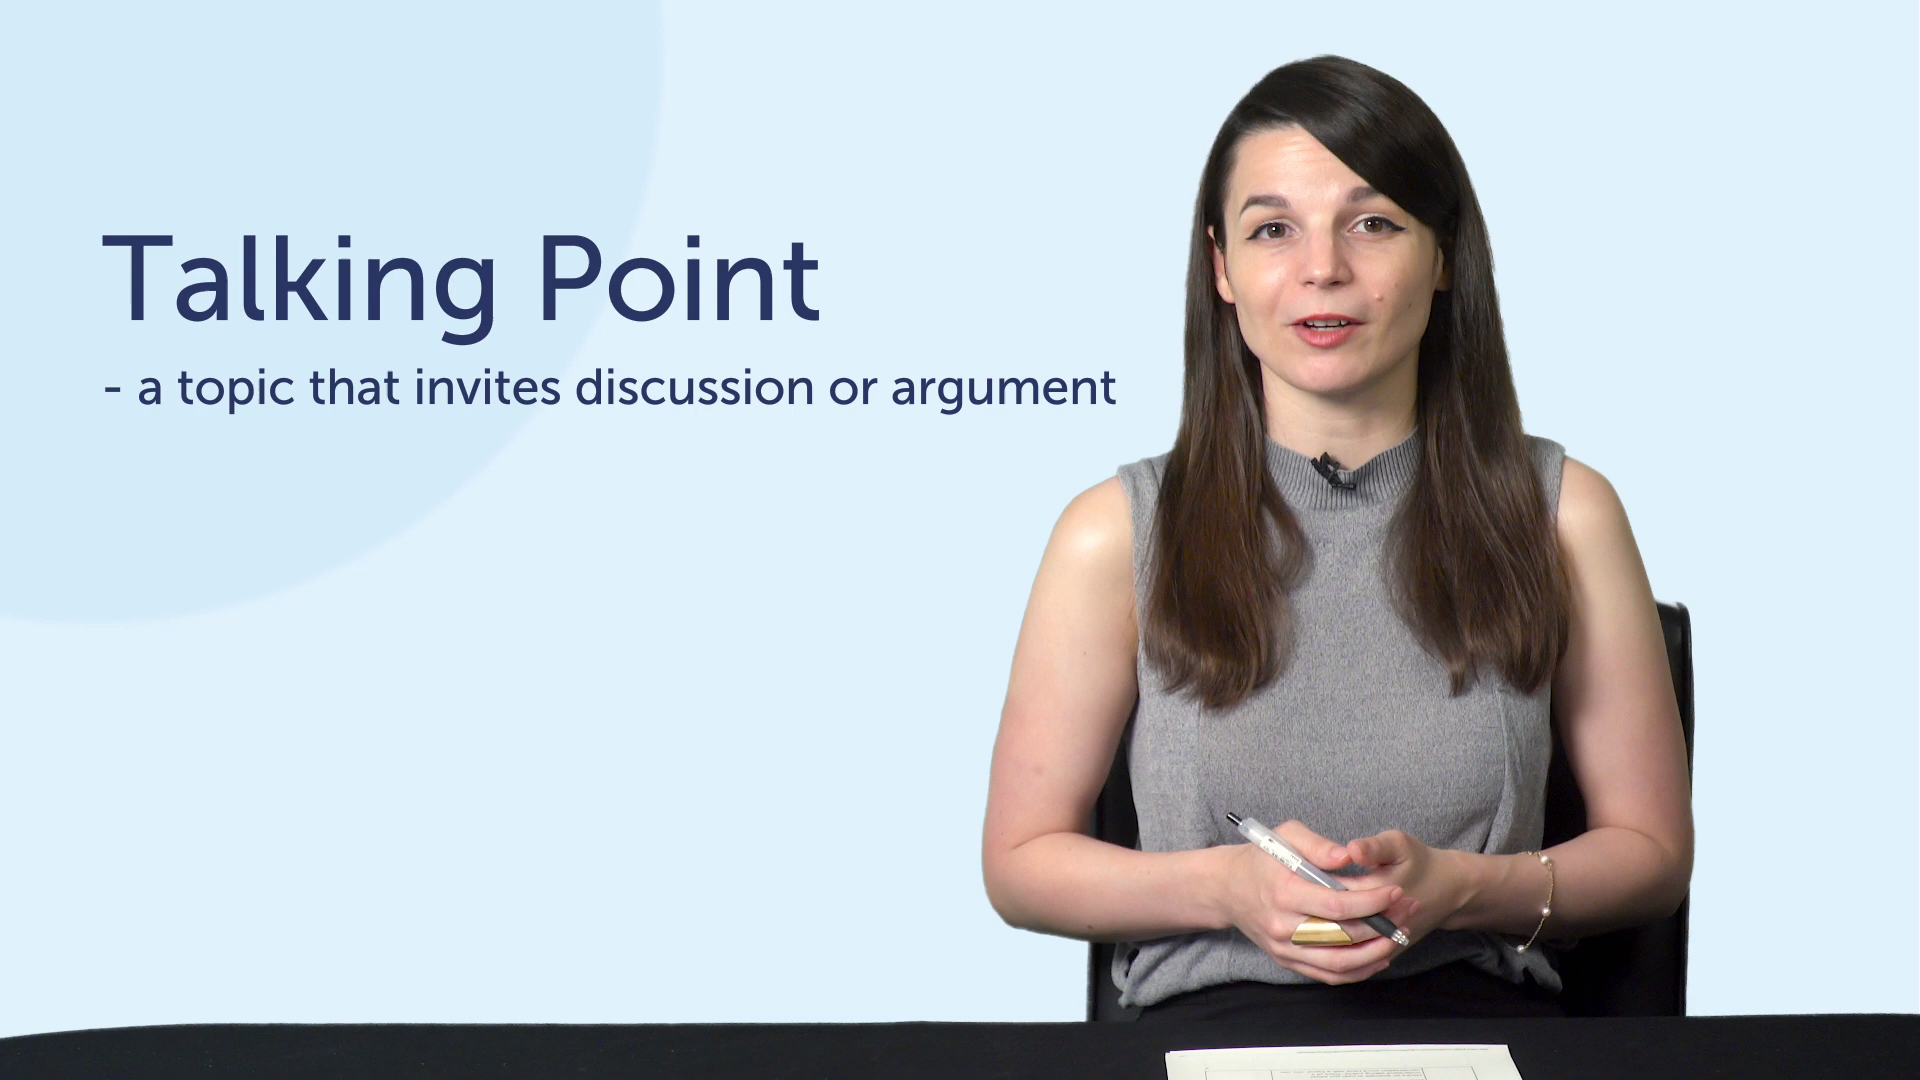 Talking Point
- a topic that invites discussion or argument